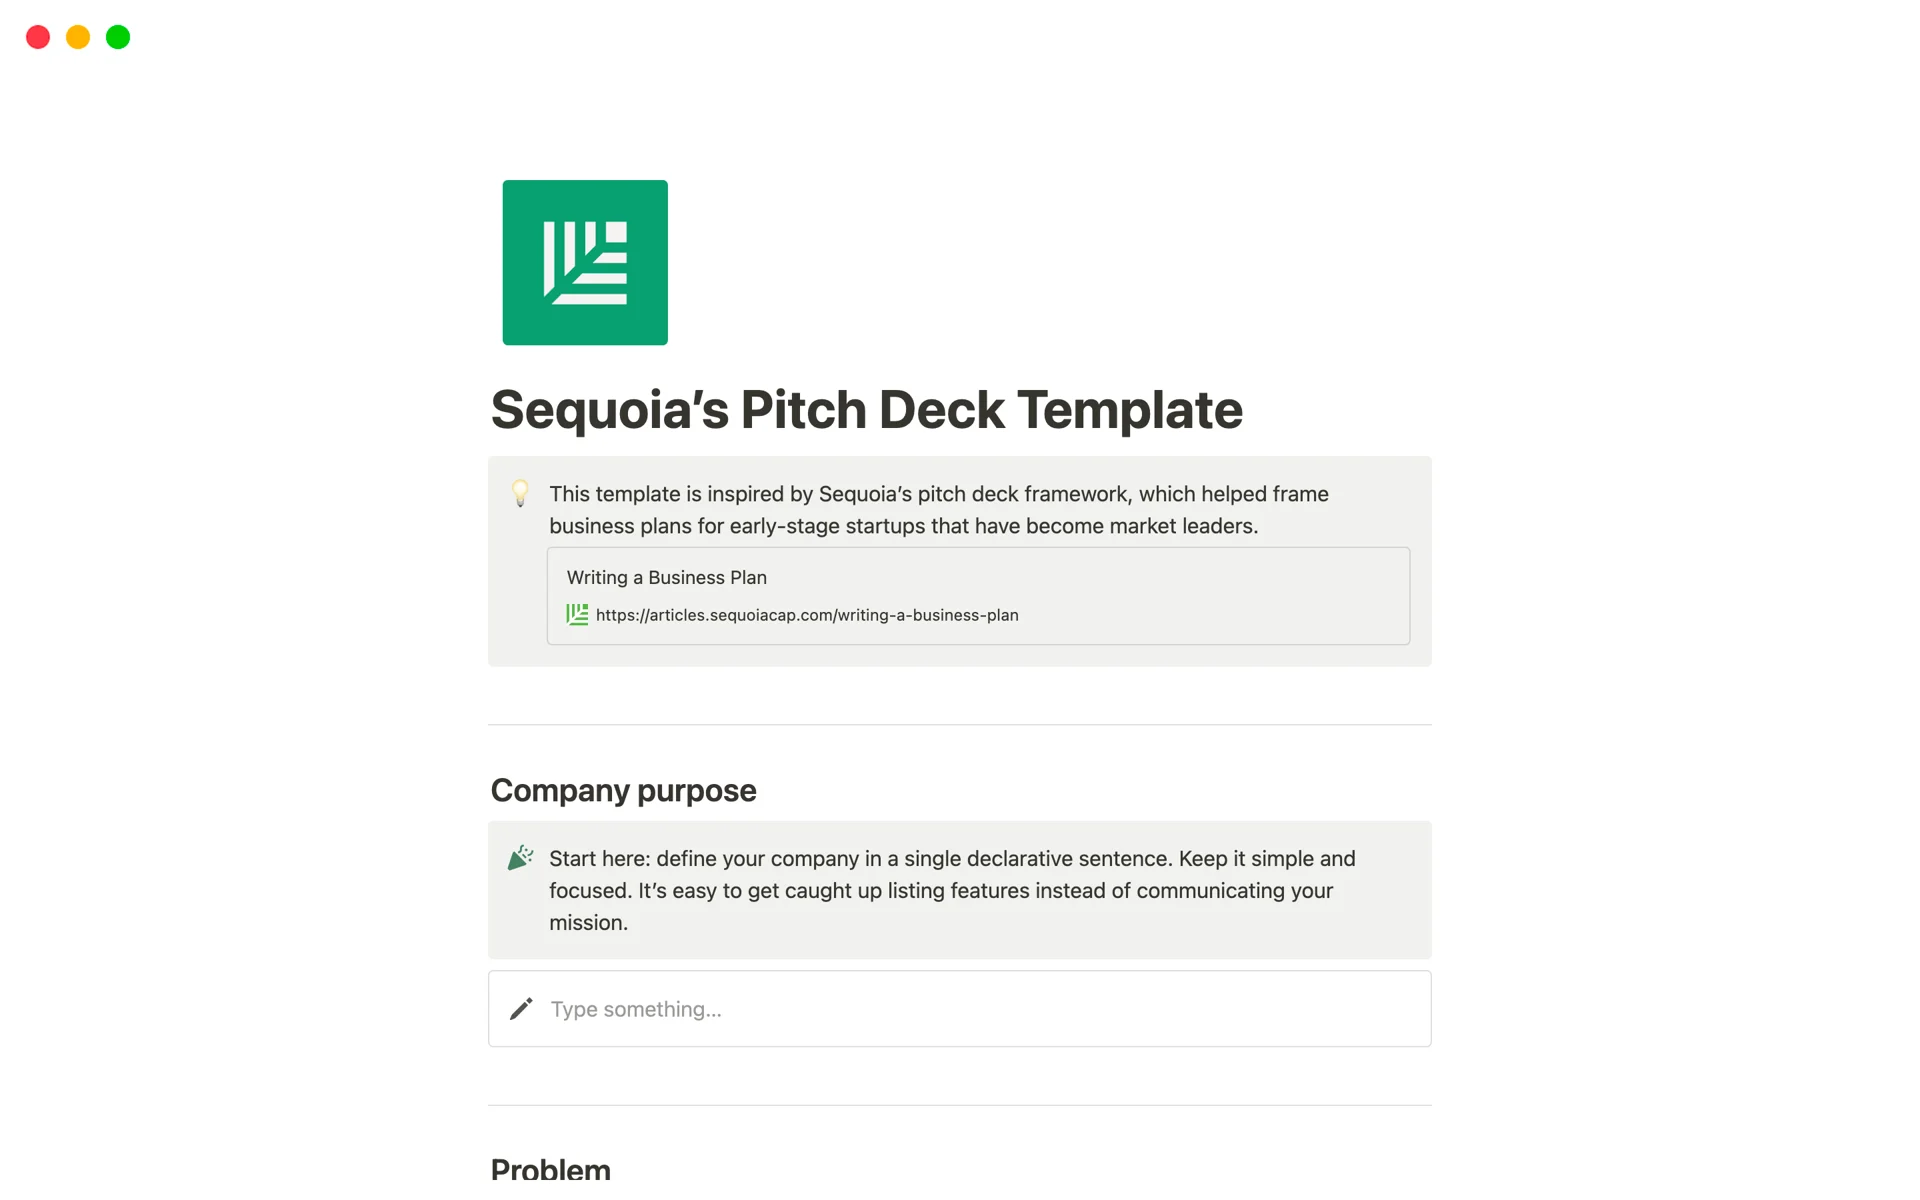 Sequoia’s Pitch Deck Template
This template is inspired by Sequoia’s pitch deck framework, which helped frame
business plans for early-stage startups that have become market leaders.
Writing a Business Plan
https://articles.sequoiacap.com/writing-a-business-plan
Company purpose
Start here: define your company in a single declarative sentence. Keep it simple and
focused. It’s easy to get caught up listing features instead of communicating your
mission.
Type something...
Problem